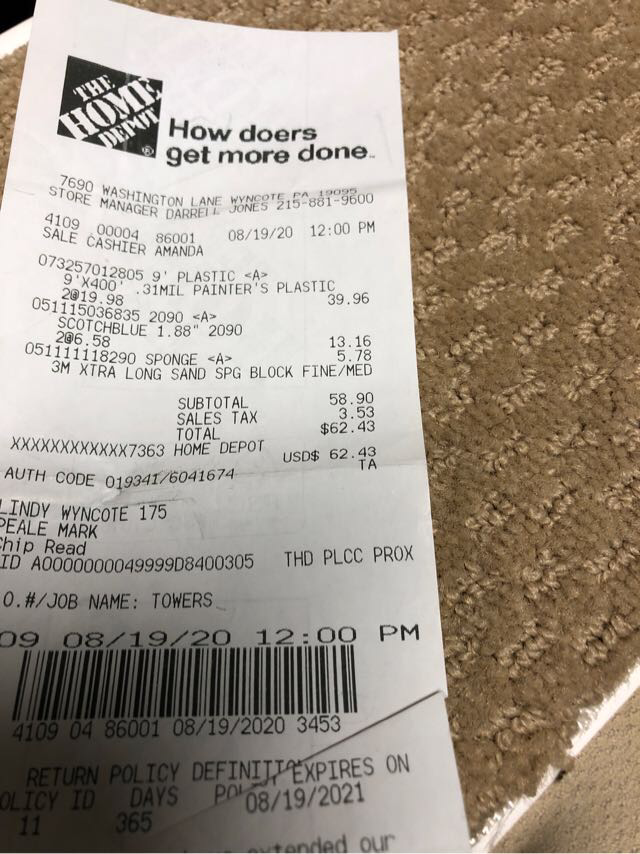 THE
HOME
DEPOT
®
How doers
get more done™
7690 WASHINGTON LANE WYNCOTE PA 19095
STORE MANAGER DARRELL JONES 215-881-9600
4109 00004 86001 08/19/20 12:00 PM
SALE CASHIER AMANDA
073257012805 9' PLASTIC <A>
9'X400' .31MIL PAINTER'S PLASTIC
2@19.98 39.96
051115036835 2090 <A>
SCOTCHBLUE 1.88" 2090
2@6.58 13.16
051111118290 SPONGE <A> 5.78
3M XTRA LONG SAND SPG BLOCK FINE/MED
SUBTOTAL 58.90
SALES TAX 3.53
TOTAL $62.43
XXXXXXXXXXXX7363 HOME DEPOT
USD$ 62.43
AUTH CODE 019341/6041674 TA
LINDY WYNCOTE 175
PEALE MARK
Chip Read
ID A0000000049999D8400305 THD PLCC PROX
O.#/JOB NAME: TOWERS
09 08/19/20 12:00 PM
4109 04 86001 08/19/2020 3453
RETURN POLICY DEFINIT EXPIRES ON
OLICY ID DAYS
11 365 08/19/2021
extended our